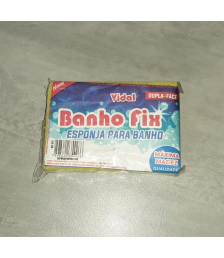 Vidal
DUPLA-FACE
Banho Fix
ESPONJA PARA BANHO
MÁXIMA
MACIEZ
QUALIDADE